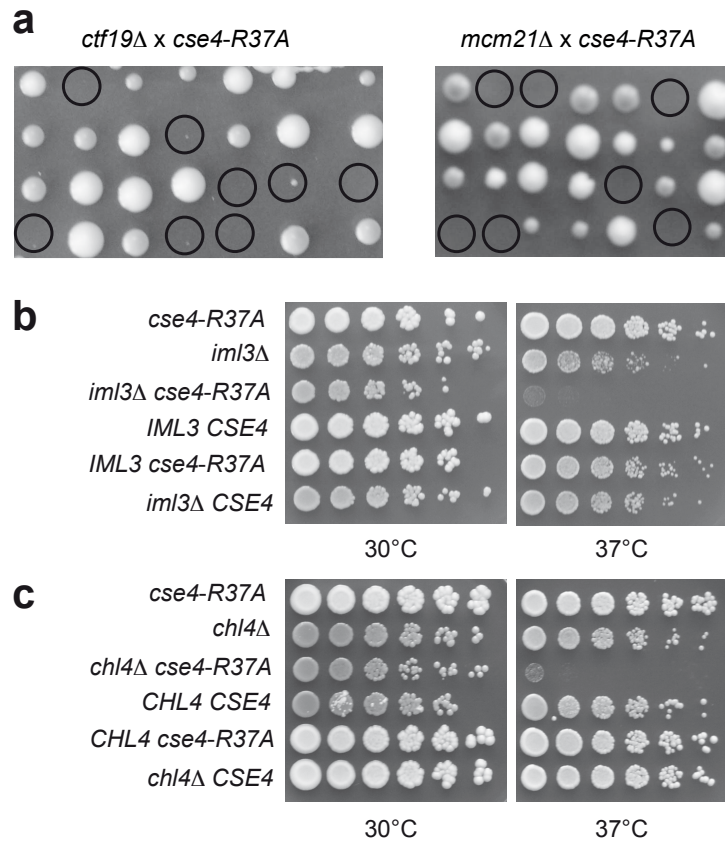 a
ctf19Δ x cse4-R37A
mcm21Δ x cse4-R37A
b
cse4-R37A
iml3Δ
iml3Δ cse4-R37A
IML3 CSE4
IML3 cse4-R37A
iml3Δ CSE4
30°C
37°C
c
cse4-R37A
chl4Δ
chl4Δ cse4-R37A
CHL4 CSE4
CHL4 cse4-R37A
chl4Δ CSE4
30°C
37°C